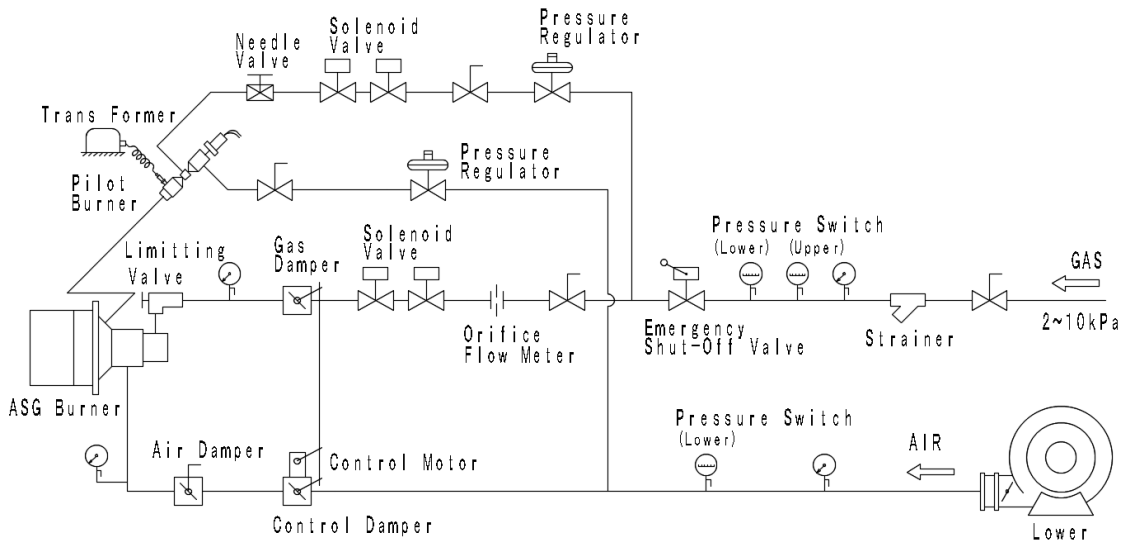 Pressure
Regulator
Solenoid
Valve
Needle
Valve
Trans Former
Pressure
Regulator
Pilot
Burner
Limitting
Valve
Gas
Damper
Solenoid
Valve
Pressure Switch
(Lower) (Upper)
GAS
2~10kPa
Orifice
Flow Meter
Emergency
Shut-Off Valve
Strainer
ASG Burner
Pressure Switch
(Lower)
AIR
Air Damper
Control Motor
Control Damper
Lower